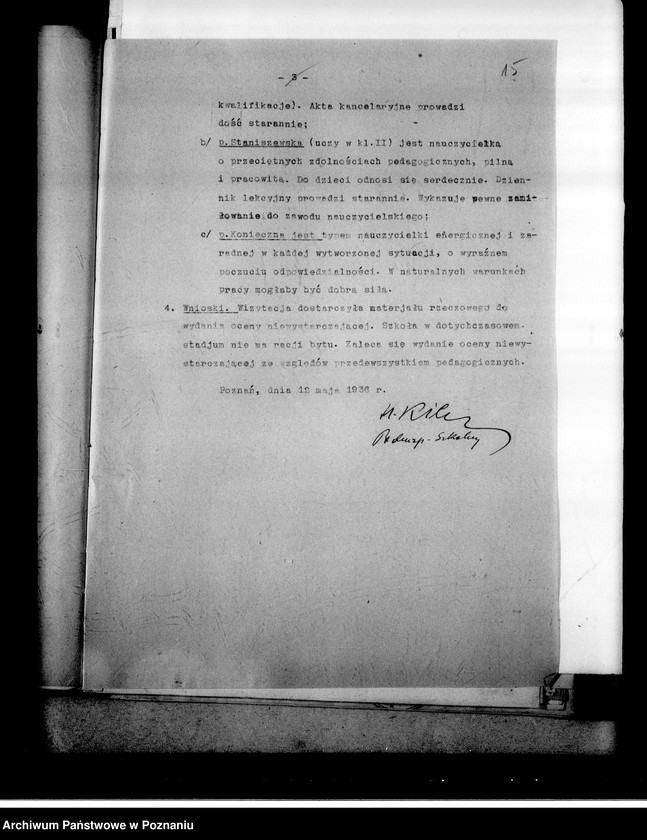 - 3 -
15
kwalifikacje). Akta kancelaryjne prowadzi
dość starannie;
b/ p.Staniszewska (uczy w kl.II) jest nauczycielką
o przeciętnych zdolnościach pedagogicznych, pilną
i pracowitą. Do dzieci odnosi się serdecznie. Dzien-
nik lekcyjny prowadzi starannie. Wykazuje pewne zami-
łowanie do zawodu nauczycielskiego;
c/ p.Konieczna jest typem nauczycielki energicznej i za-
radnej w każdej wytworzonej sytuacji, o wyraźnem
poczuciu odpowiedzialności. W naturalnych warunkach
pracy mogłaby być dobrą siłą.
4. Wnioski. Wizytacja dostarczyła materjału rzeczowego do
wydania oceny niewystarczającej. Szkoła w dotychczasowem
stadjum nie ma racji bytu. Zaleca się wydanie oceny niewy-
starczającej ze względów przedewszystkiem pedagogicznych.
Poznań, dnia 12 maja 1936 r.
Archiwum Państwowe w Poznaniu